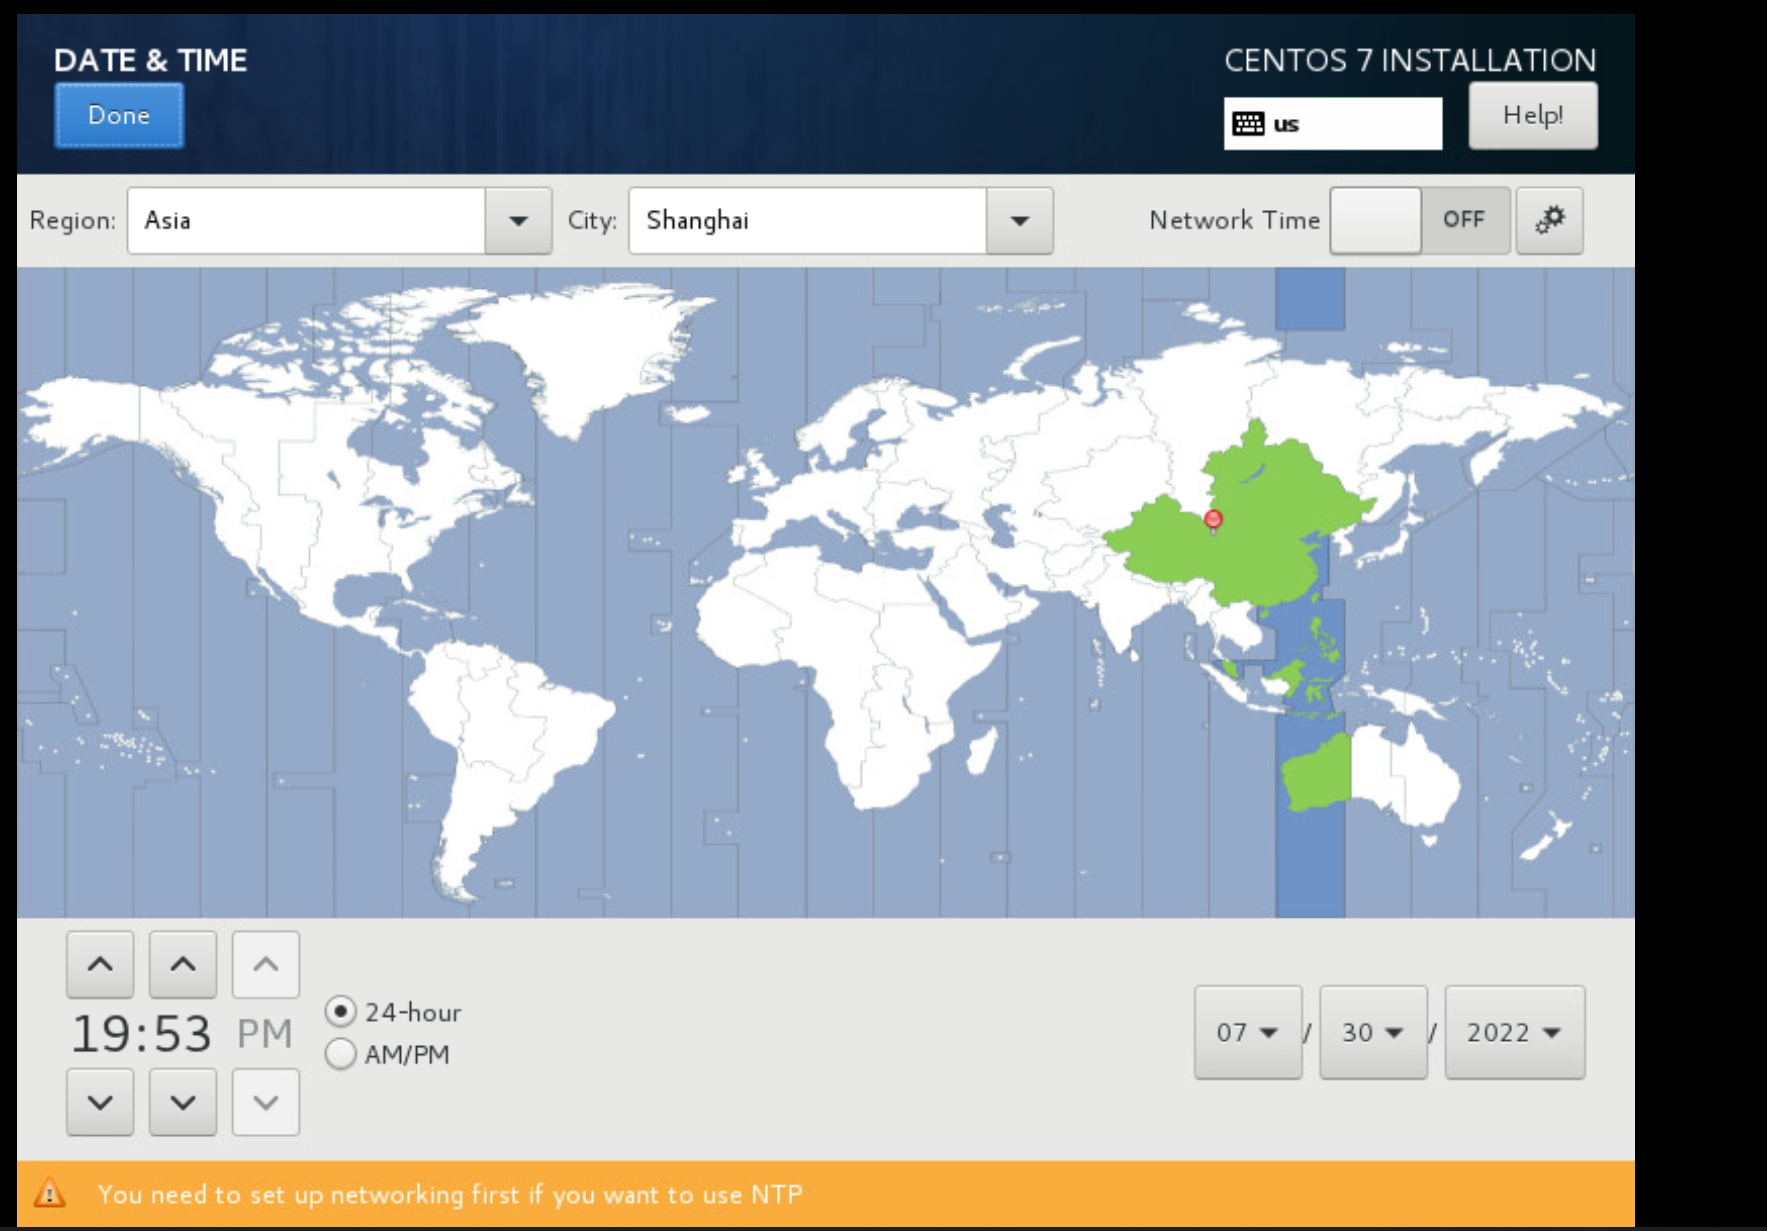 DATE & TIME
CENTOS 7 INSTALLATION
Done
us
Help!
Region:
Asia
City:
Shanghai
Network Time
OFF
19:53 PM
24-hour
AM/PM
07 / 30 / 2022
You need to set up networking first if you want to use NTP